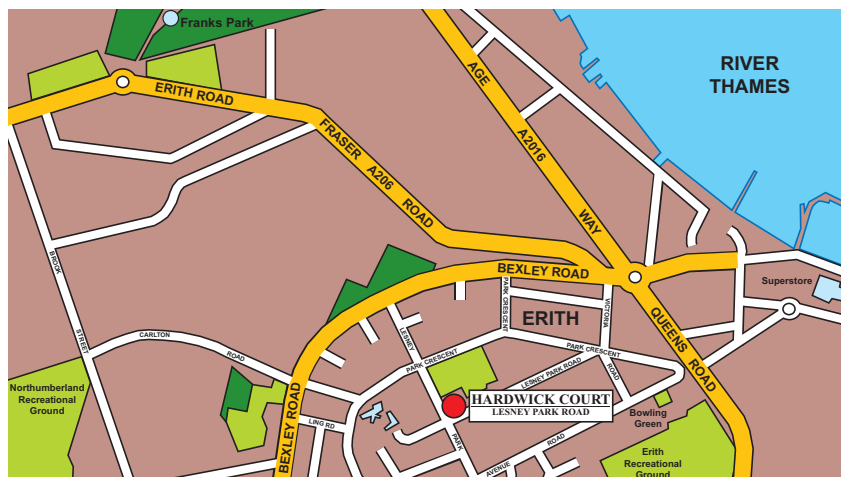 Franks Park
RIVER
THAMES
AGE
ERITH ROAD
A2016
FRASER
A206
ROAD
WAY
BROOK
STREET
BEXLEY ROAD
Superstore
PARK CRESCENT
VICTORIA
ROAD
ERITH
QUEENS ROAD
CARLTON
ROAD
LESNEY
PARK
PARK CRESCENT
PARK CRESCENT
LESNEY PARK ROAD
Northumberland
Recreational
Ground
HARDWICK COURT
LESNEY PARK ROAD
BEXLEY ROAD
LING RD
Bowling
Green
AVENUE
ROAD
Erith
Recreational
Ground